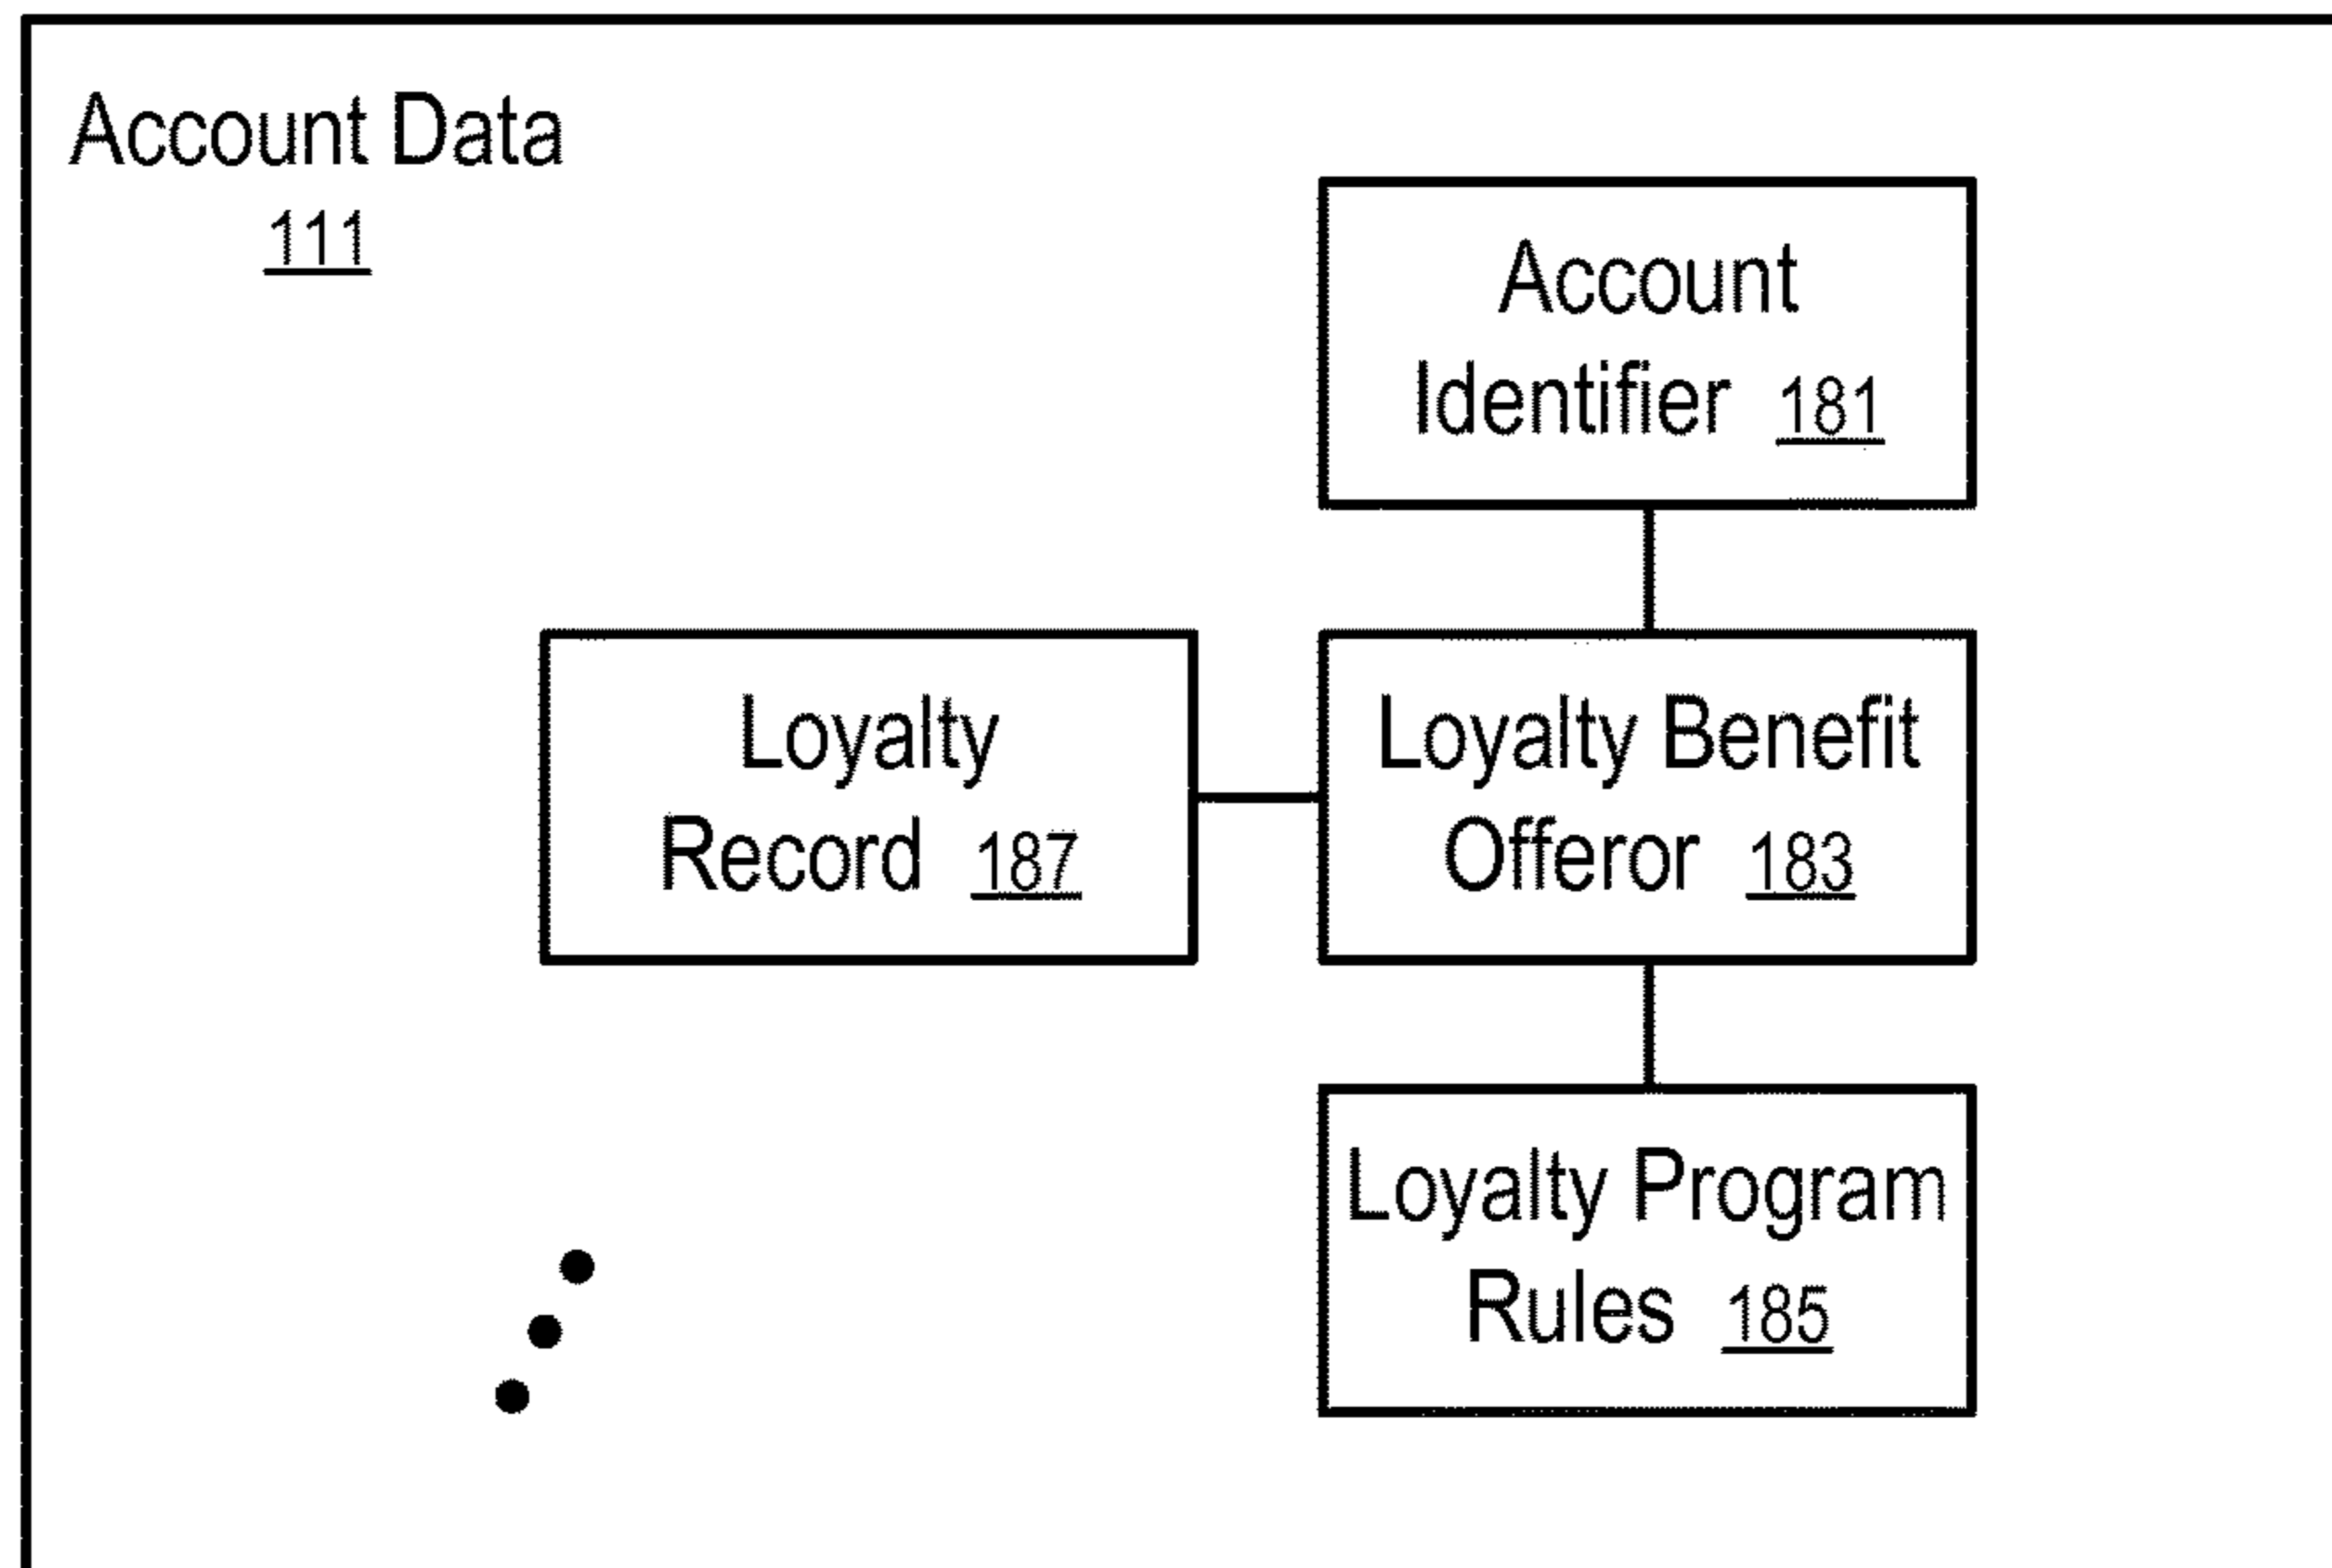 Account Data
111
Account
Identifier 181
Loyalty
Record 187
Loyalty Benefit
Offeror 183
Loyalty Program
Rules 185